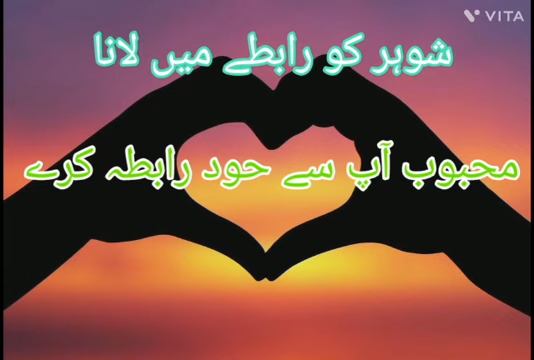 VITA
شوہر کو رابطے میں لانا
محبوب آپ سے حود رابطہ کرے